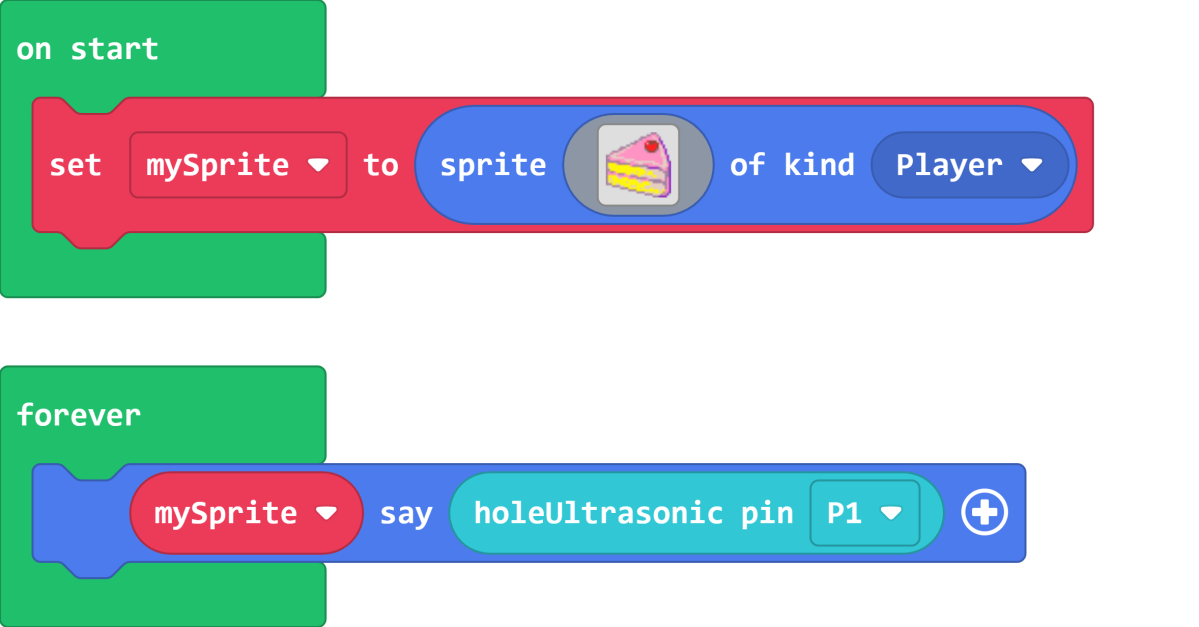 on start
set mySprite to sprite of kind Player
forever
mySprite say holeUltrasonic pin P1